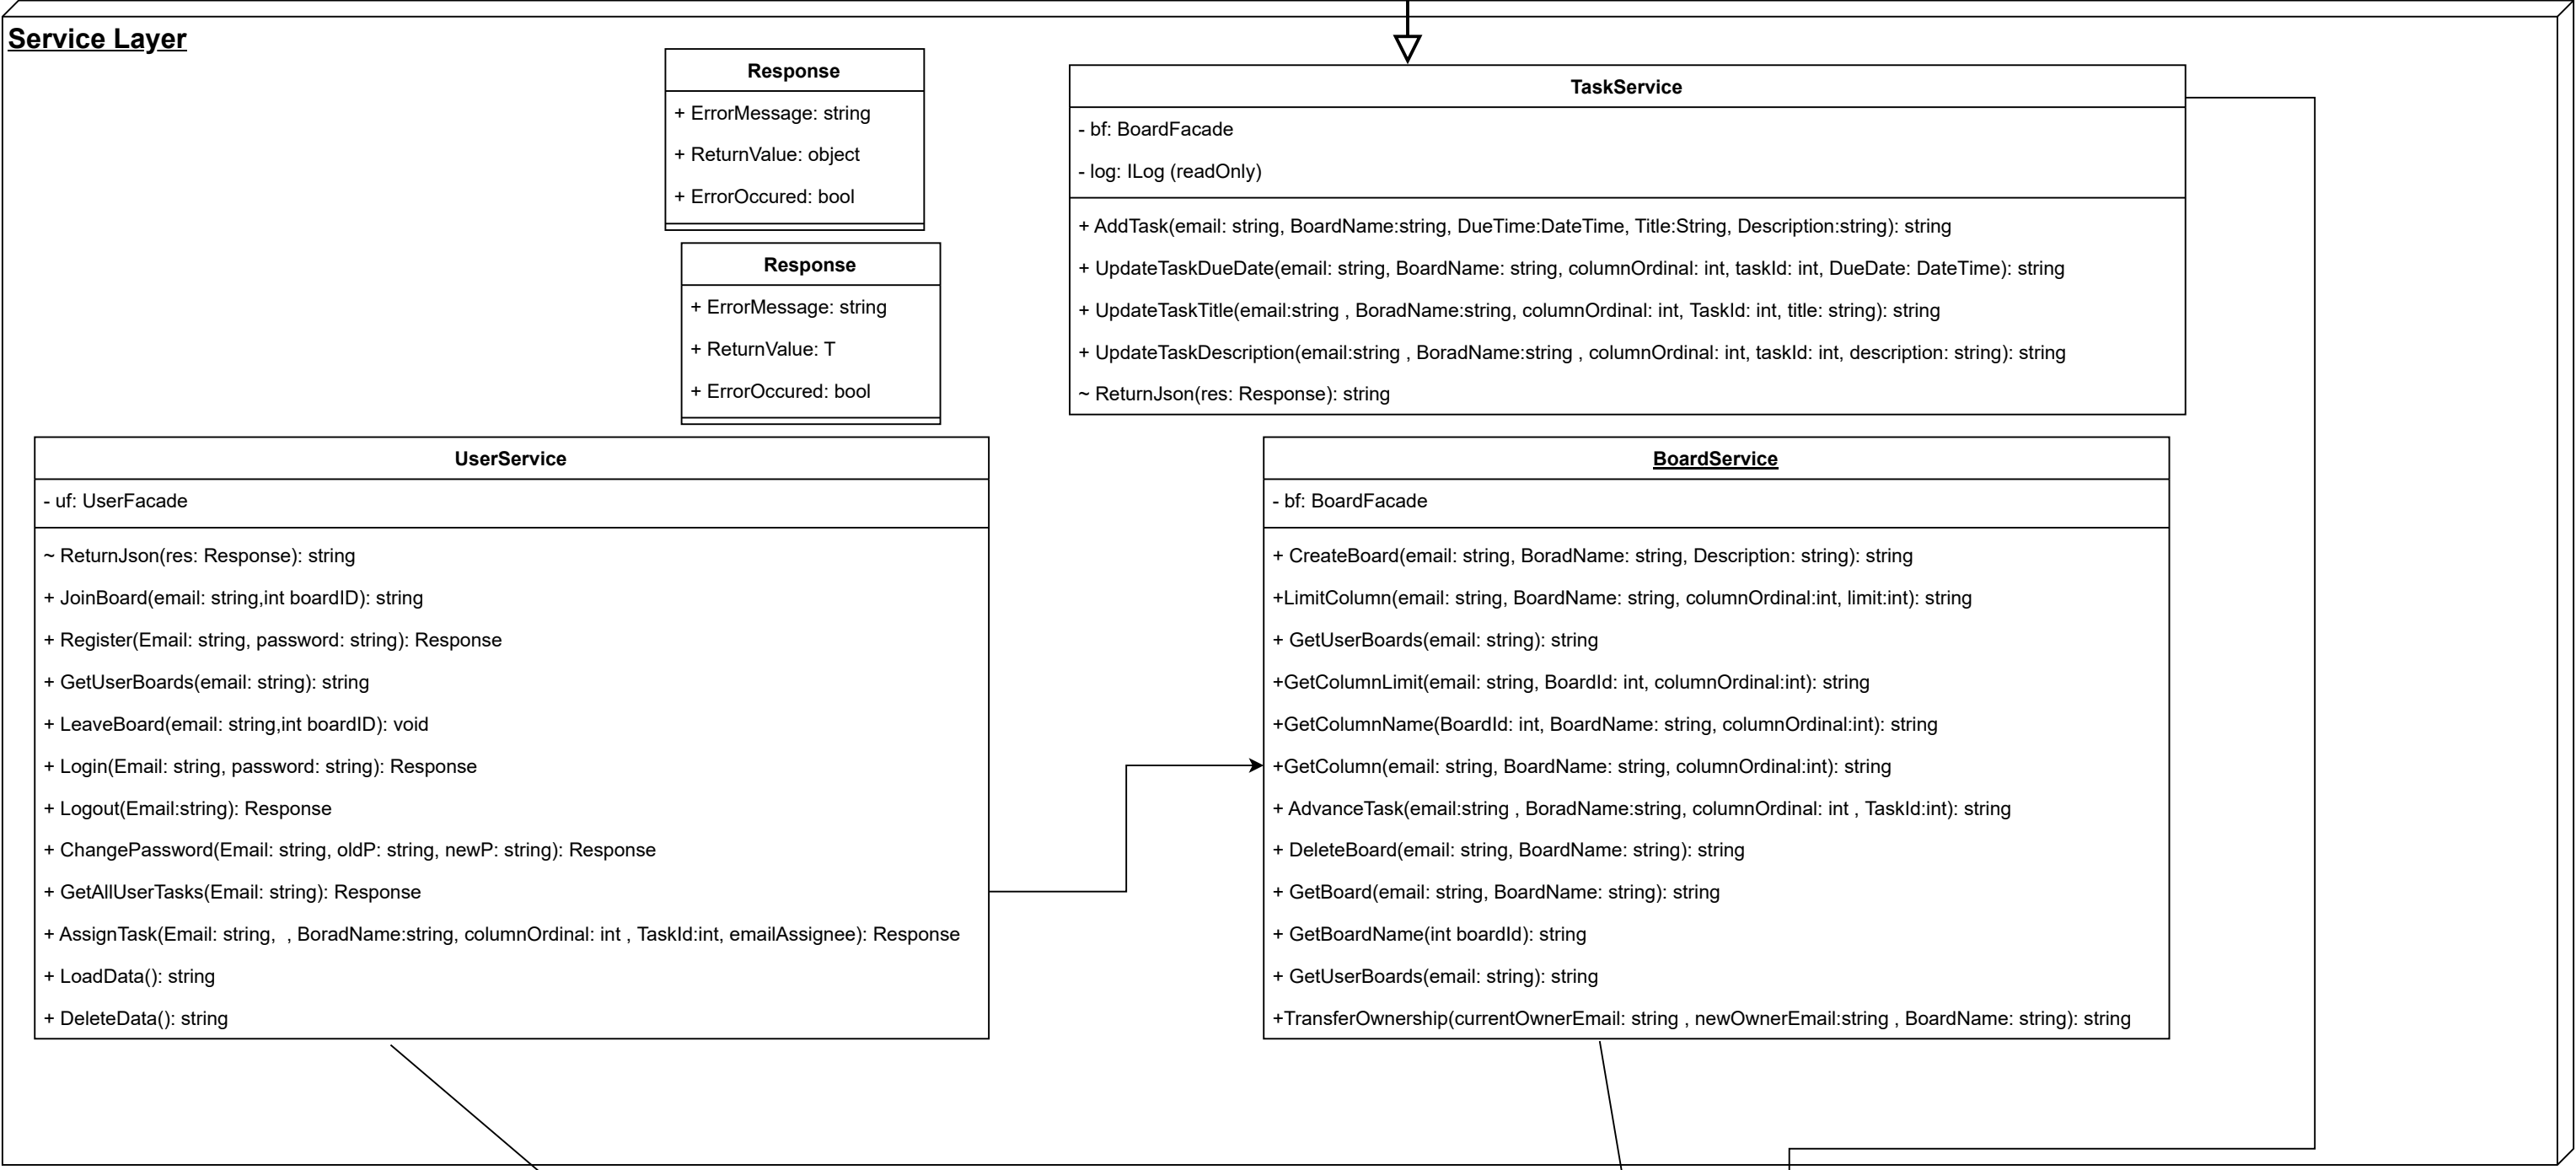 Service Layer
Response
+ ErrorMessage: string
+ ReturnValue: object
+ ErrorOccured: bool
Response
+ ErrorMessage: string
+ ReturnValue: T
+ ErrorOccured: bool
TaskService
- bf: BoardFacade
- log: ILog (readOnly)
+ AddTask(email: string, BoardName:string, DueTime:DateTime, Title:String, Description:string): string
+ UpdateTaskDueDate(email: string, BoardName: string, columnOrdinal: int, taskId: int, DueDate: DateTime): string
+ UpdateTaskTitle(email:string , BoradName:string, columnOrdinal: int, TaskId: int, title: string): string
+ UpdateTaskDescription(email:string , BoradName:string , columnOrdinal: int, taskId: int, description: string): string
~ ReturnJson(res: Response): string
UserService
- uf: UserFacade
~ ReturnJson(res: Response): string
+ JoinBoard(email: string,int boardID): string
+ Register(Email: string, password: string): Response
+ GetUserBoards(email: string): string
+ LeaveBoard(email: string,int boardID): void
+ Login(Email: string, password: string): Response
+ Logout(Email:string): Response
+ ChangePassword(Email: string, oldP: string, newP: string): Response
+ GetAllUserTasks(Email: string): Response
+ AssignTask(Email: string,  , BoradName:string, columnOrdinal: int , TaskId:int, emailAssignee): Response
+ LoadData(): string
+ DeleteData(): string
BoardService
- bf: BoardFacade
+ CreateBoard(email: string, BoradName: string, Description: string): string
+LimitColumn(email: string, BoardName: string, columnOrdinal:int, limit:int): string
+ GetUserBoards(email: string): string
+GetColumnLimit(email: string, BoardId: int, columnOrdinal:int): string
+GetColumnName(BoardId: int, BoardName: string, columnOrdinal:int): string
+GetColumn(email: string, BoardName: string, columnOrdinal:int): string
+ AdvanceTask(email:string , BoradName:string, columnOrdinal: int , TaskId:int): string
+ DeleteBoard(email: string, BoardName: string): string
+ GetBoard(email: string, BoardName: string): string
+ GetBoardName(int boardId): string
+ GetUserBoards(email: string): string
+TransferOwnership(currentOwnerEmail: string , newOwnerEmail:string , BoardName: string): string